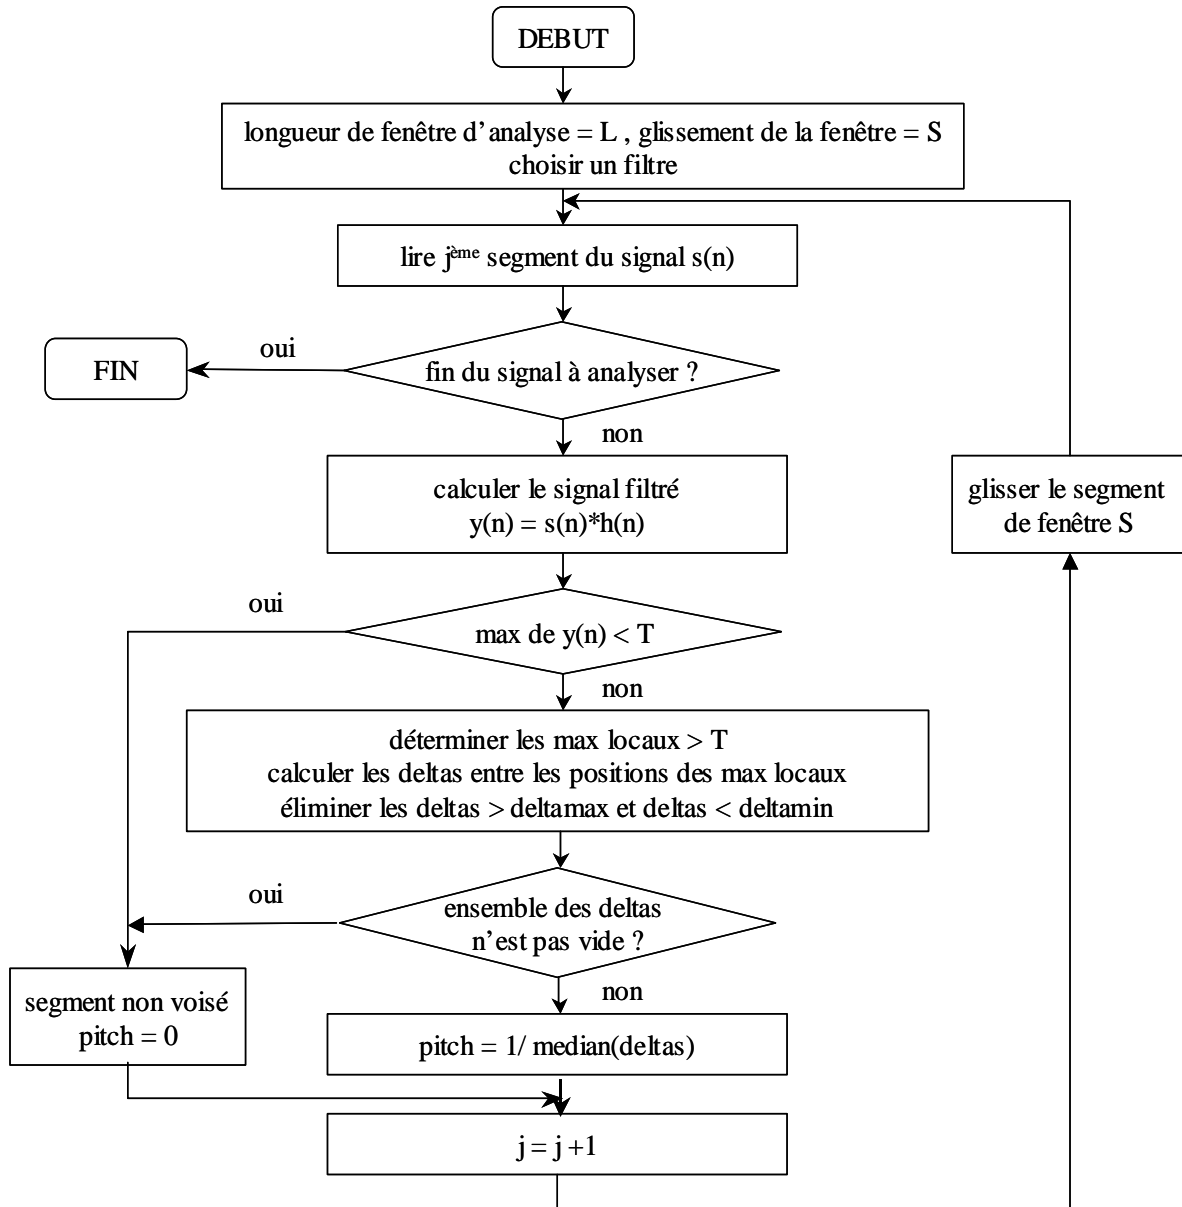 DEBUT
longueur de fenêtre d'analyse = L , glissement de la fenêtre = S
choisir un filtre
lire jème segment du signal s(n)
oui
FIN
fin du signal à analyser ?
non
calculer le signal filtré
y(n) = s(n)*h(n)
glisser le segment
de fenêtre S
oui
max de y(n) < T
non
déterminer les max locaux > T
calculer les deltas entre les positions des max locaux
éliminer les deltas > deltamax et deltas < deltamin
oui
ensemble des deltas
n'est pas vide ?
non
segment non voisé
pitch = 0
pitch = 1/ median(deltas)
j = j +1